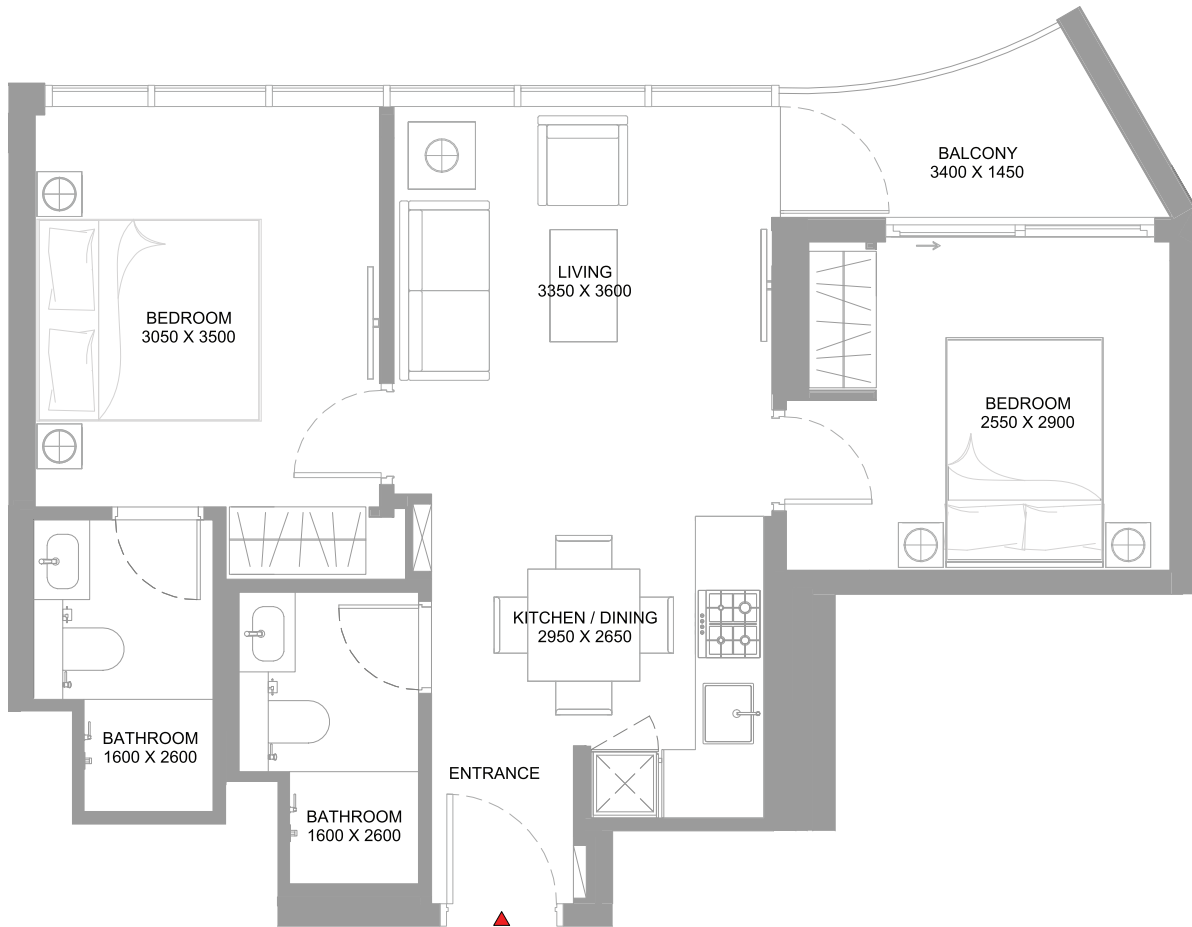 BALCONY
3400 X 1450
LIVING
3350 X 3600
BEDROOM
3050 X 3500
BEDROOM
2550 X 2900
KITCHEN / DINING
2950 X 2650
BATHROOM
1600 X 2600
ENTRANCE
BATHROOM
1600 X 2600